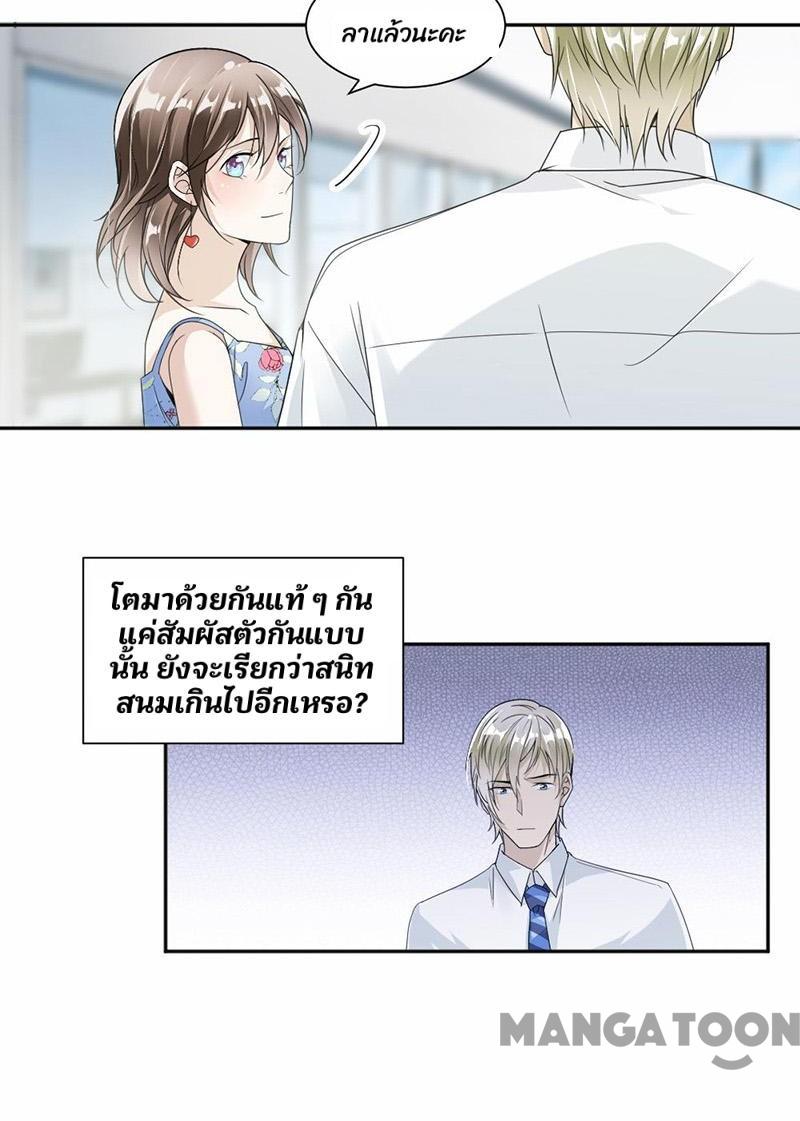 ลาแล้วนะคะ
โตมาด้วยกันแท้ ๆ กัน
แค่สัมผัสตัวกันแบบ
นั้น ยังจะเรียกว่าสนิท
สนมเกินไปอีกเหรอ?
MANGATOON